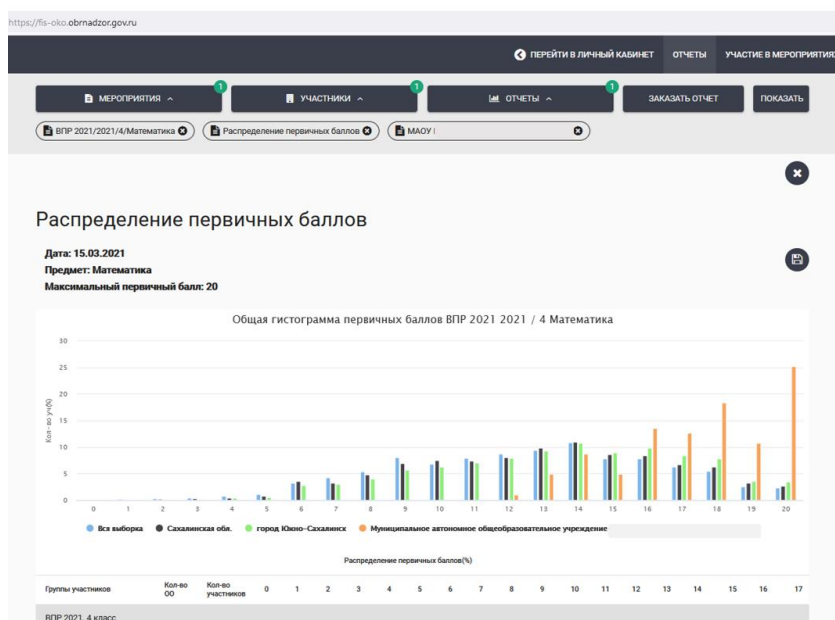 https://fis-oko.obrnadzor.gov.ru
ПЕРЕЙТИ В ЛИЧНЫЙ КАБИНЕТ ОТЧЕТЫ УЧАСТИЕ В МЕРОПРИЯТИЯХ
МЕРОПРИЯТИЯ 1 УЧАСТНИКИ 1 ОТЧЕТЫ 1 ЗАКАЗАТЬ ОТЧЕТ ПОКАЗАТЬ
ВПР 2021/2021/4/Математика Распределение первичных баллов МАОУ
Распределение первичных баллов
Дата: 15.03.2021
Предмет: Математика
Максимальный первичный балл: 20
Общая гистограмма первичных баллов ВПР 2021 2021 / 4 Математика
Кол-во уч(%)
30
25
20
15
10
5
0
0 1 2 3 4 5 6 7 8 9 10 11 12 13 14 15 16 17 18 19 20
Вся выборка Сахалинская обл. город Южно-Сахалинск Муниципальное автономное общеобразовательное учреждение
Распределение первичных баллов(%)
Группы участников Кол-во ОО Кол-во участников 0 1 2 3 4 5 6 7 8 9 10 11 12 13 14 15 16 17
ВПР 2021. 4 класс